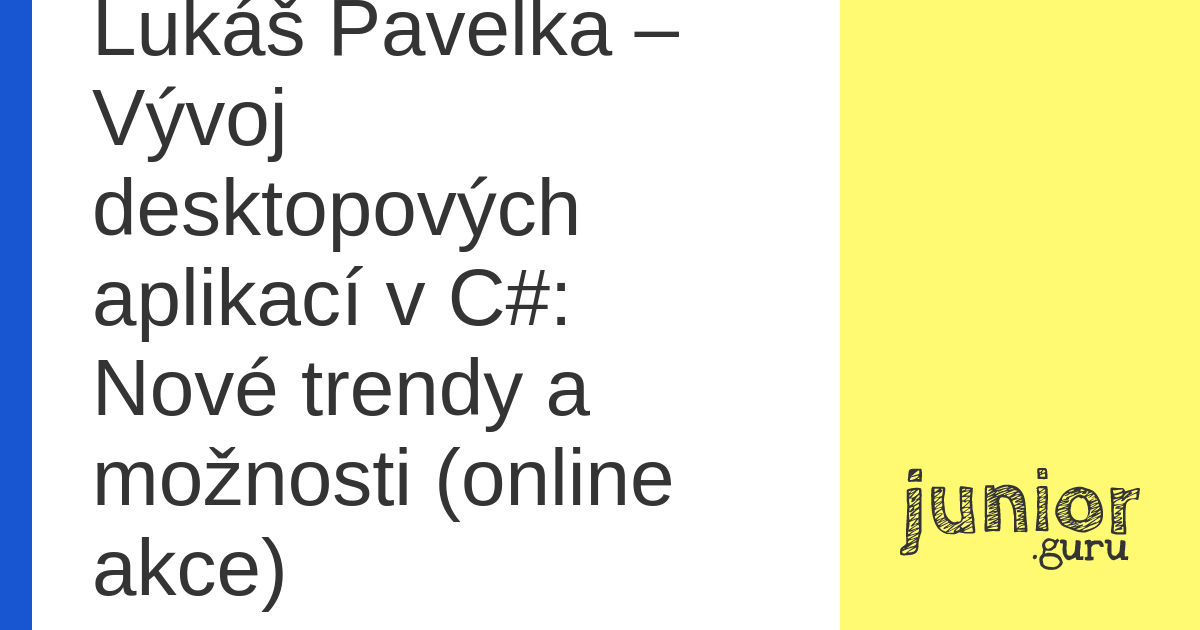 Lukáš Pavelka –
Vývoj
desktopových
aplikací v C#:
Nové trendy a
možnosti (online
akce)
junior
.guru